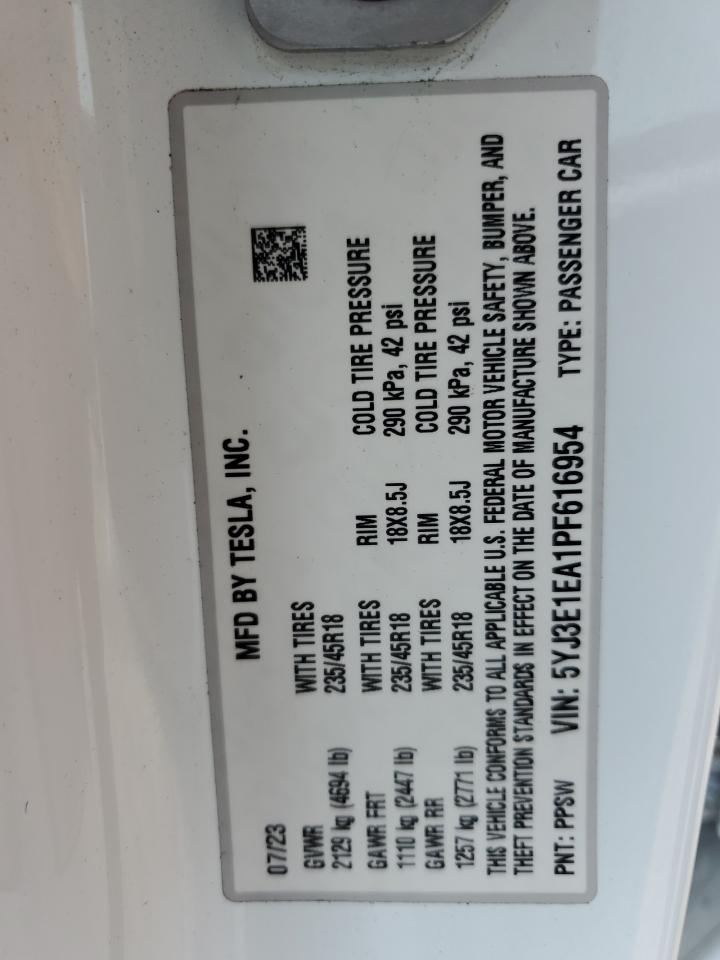 MFD BY TESLA, INC.
07/23
GVWR WITH TIRES
2129 kg (4694 lb) 235/45R18
GAWR FRT WITH TIRES RIM COLD TIRE PRESSURE
1110 kg (2447 lb) 235/45R18 18X8.5J 290 kPa, 42 psi
GAWR RR WITH TIRES RIM COLD TIRE PRESSURE
1257 kg (2771 lb) 235/45R18 18X8.5J 290 kPa, 42 psi
THIS VEHICLE CONFORMS TO ALL APPLICABLE U.S. FEDERAL MOTOR VEHICLE SAFETY, BUMPER, AND
THEFT PREVENTION STANDARDS IN EFFECT ON THE DATE OF MANUFACTURE SHOWN ABOVE.
PNT: PPSW VIN: 5YJ3E1EA1PF616954 TYPE: PASSENGER CAR